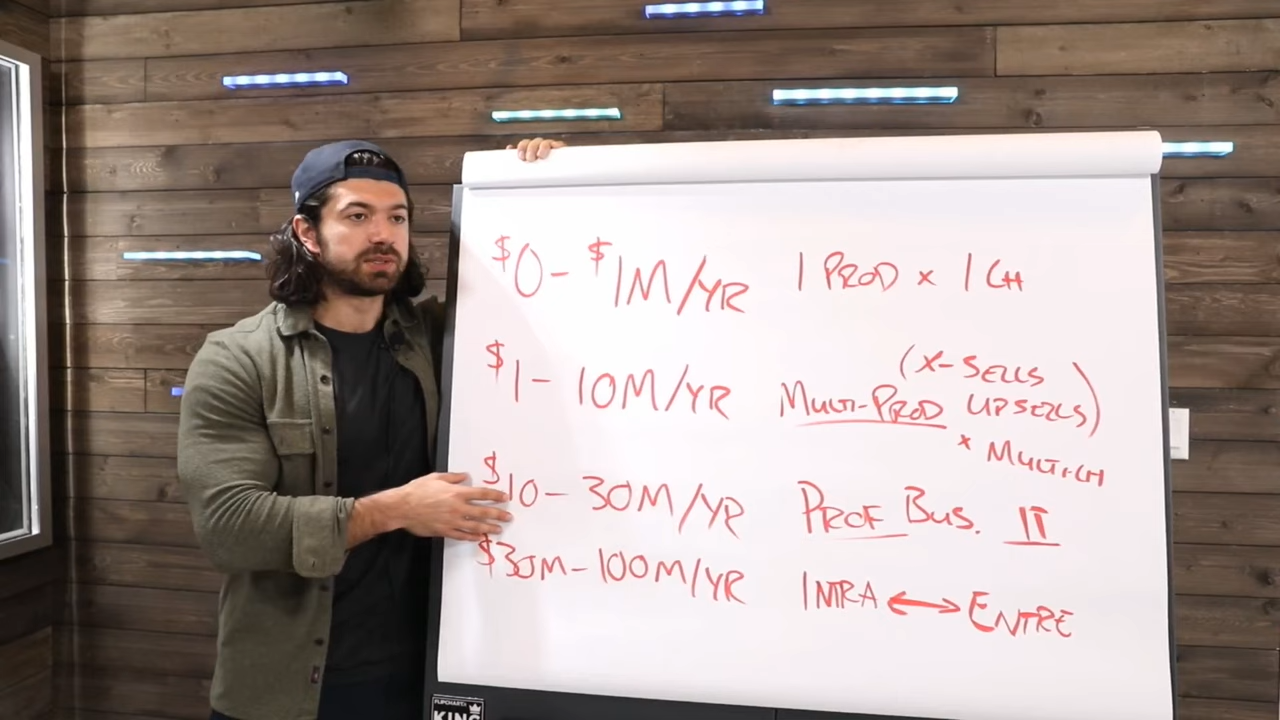 $0 - $1M/YR 1 PROD x 1 CH
(X-SELLS
$1 - 10M/YR MULTI-PROD UPSELLS)
x MULTI-CH
$10 - 30M/YR PROF BUS. IT
$30M - 100M/YR INTRA ↔ ENTRE
FLIPCHARTS
KING